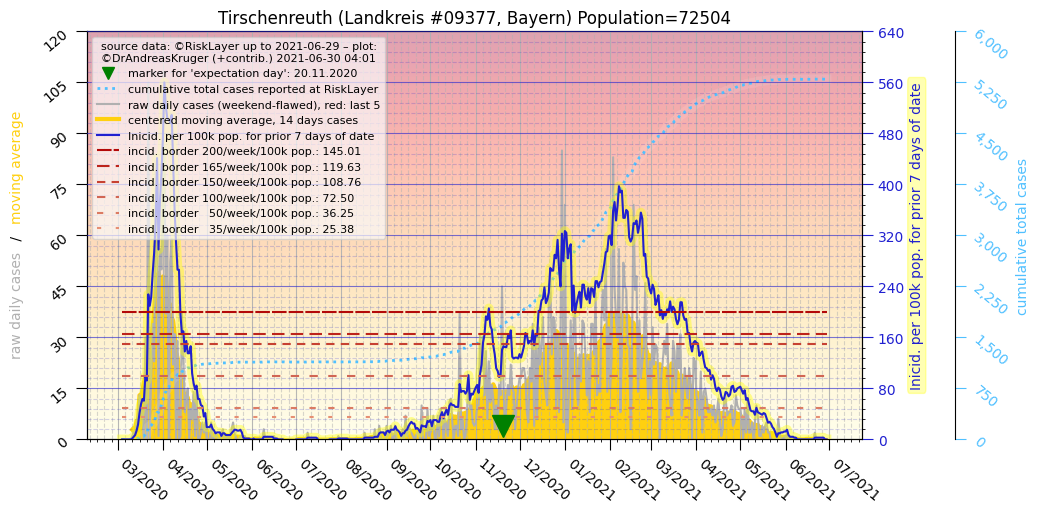 Tirschenreuth (Landkreis #09377, Bayern) Population=72504
source data: ©RiskLayer up to 2021-06-29 – plot:
©DrAndreasKruger (+contrib.) 2021-06-30 04:01
marker for 'expectation day': 20.11.2020
cumulative total cases reported at RiskLayer
raw daily cases (weekend-flawed), red: last 5
centered moving average, 14 days cases
Inicid. per 100k pop. for prior 7 days of date
incid. border 200/week/100k pop.: 145.01
incid. border 165/week/100k pop.: 119.63
incid. border 150/week/100k pop.: 108.76
incid. border 100/week/100k pop.: 72.50
incid. border   50/week/100k pop.: 36.25
incid. border   35/week/100k pop.: 25.38
raw daily cases / moving average
120
105
90
75
60
45
30
15
0
03/2020
04/2020
05/2020
06/2020
07/2020
08/2020
09/2020
10/2020
11/2020
12/2020
01/2021
02/2021
03/2021
04/2021
05/2021
06/2021
07/2021
640
560
480
400
320
240
160
80
0
Inicid. per 100k pop. for prior 7 days of date
6,000
5,250
4,500
3,750
3,000
2,250
1,500
750
0
cumulative total cases